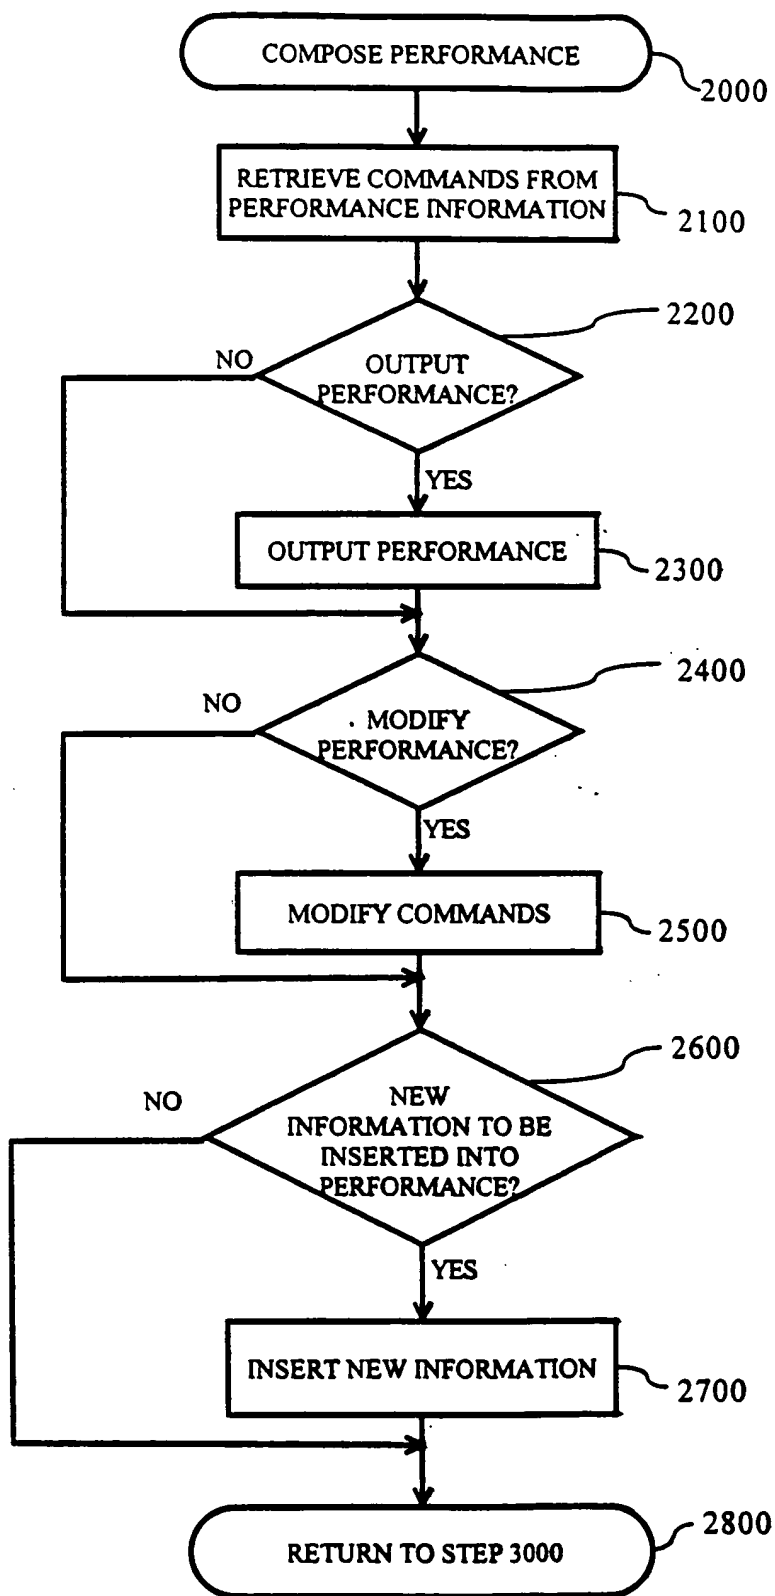 COMPOSE PERFORMANCE
2000
RETRIEVE COMMANDS FROM
PERFORMANCE INFORMATION
2100
2200
NO
OUTPUT
PERFORMANCE?
YES
OUTPUT PERFORMANCE
2300
2400
NO
MODIFY
PERFORMANCE?
YES
MODIFY COMMANDS
2500
2600
NO
NEW
INFORMATION TO BE
INSERTED INTO
PERFORMANCE?
YES
INSERT NEW INFORMATION
2700
2800
RETURN TO STEP 3000